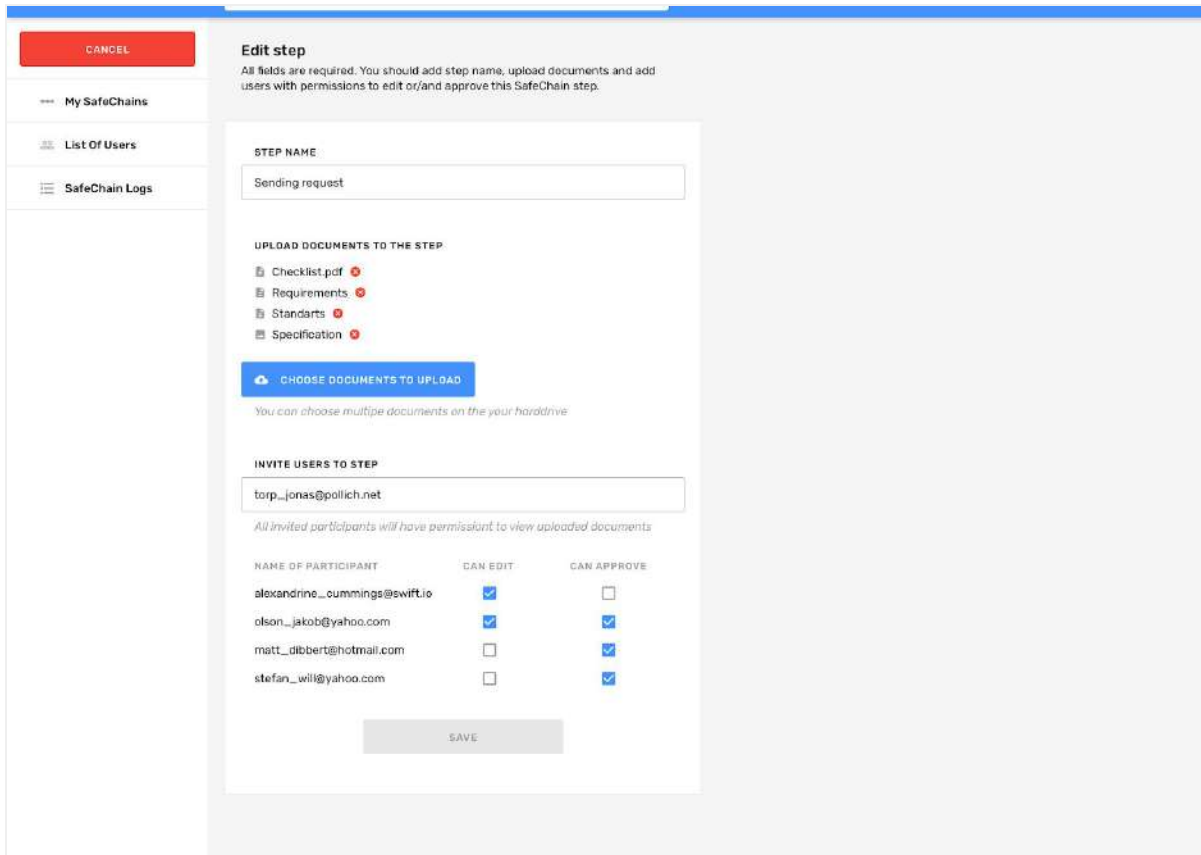 CANCEL
My SafeChains
List Of Users
SafeChain Logs
Edit step
All fields are required. You should add step name, upload documents and add
users with permissions to edit or/and approve this SafeChain step.
STEP NAME
Sending request
UPLOAD DOCUMENTS TO THE STEP
Checklist.pdf
Requirements
Standarts
Specification
CHOOSE DOCUMENTS TO UPLOAD
You can choose multipe documents on the your harddrive
INVITE USERS TO STEP
torp_jonas@pollich.net
All invited participants will have permissiont to view uploaded documents
NAME OF PARTICIPANT CAN EDIT CAN APPROVE
alexandrine_cummings@swift.io
olson_jakob@yahoo.com
matt_dibbert@hotmail.com
stefan_will@yahoo.com
SAVE